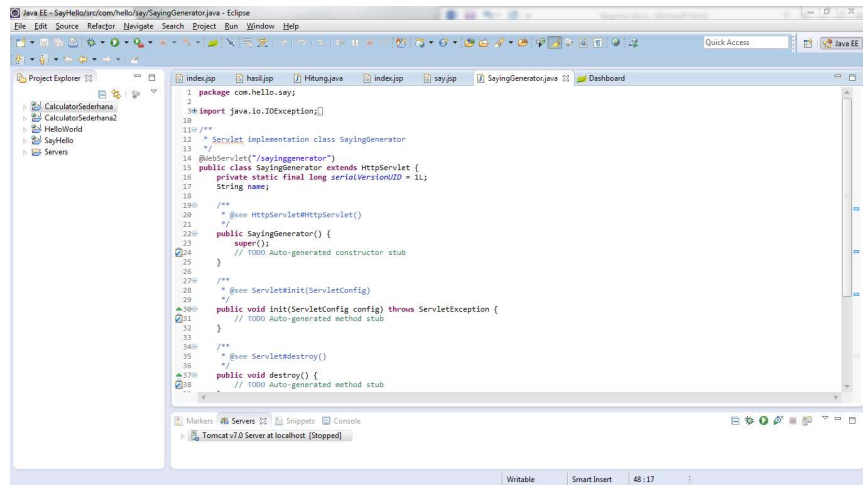 Java EE - SayHello/src/com/hello/say/SayingGenerator.java - Eclipse
File Edit Source Refactor Navigate Search Project Run Window Help
Quick Access
Java EE
Project Explorer
CalculatorSederhana
CalculatorSederhana2
HelloWorld
SayHello
Servers
index.jsp hasil.jsp Hitung.java index.jsp say.jsp SayingGenerator.java Dashboard
1 package com.hello.say;
2
3 import java.io.IOException;
10
11 /**
12 * Servlet implementation class SayingGenerator
13 */
14 @WebServlet("/sayinggenerator")
15 public class SayingGenerator extends HttpServlet {
16 private static final long serialVersionUID = 1L;
17 String name;
18
19 /**
20 * @see HttpServlet#HttpServlet()
21 */
22 public SayingGenerator() {
23 super();
24 // TODO Auto-generated constructor stub
25 }
26
27 /**
28 * @see Servlet#init(ServletConfig)
29 */
30 public void init(ServletConfig config) throws ServletException {
31 // TODO Auto-generated method stub
32 }
33
34 /**
35 * @see Servlet#destroy()
36 */
37 public void destroy() {
38 // TODO Auto-generated method stub
Markers Servers Snippets Console
Tomcat v7.0 Server at localhost [Stopped]
Writable Smart Insert 48 : 17